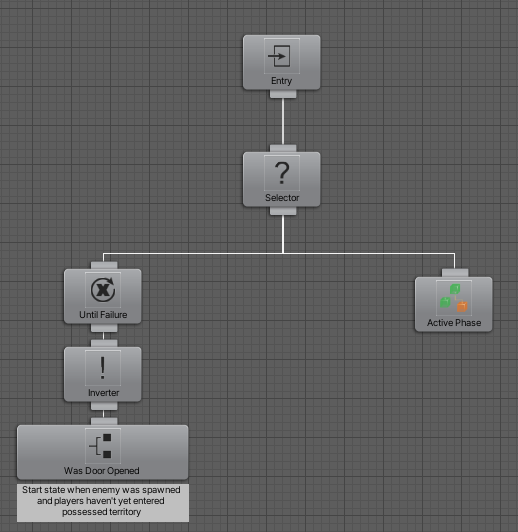 Entry
?
Selector
Until Failure
Active Phase
!
Inverter
Was Door Opened
Start state when enemy was spawned
and players haven't yet entered
possessed territory